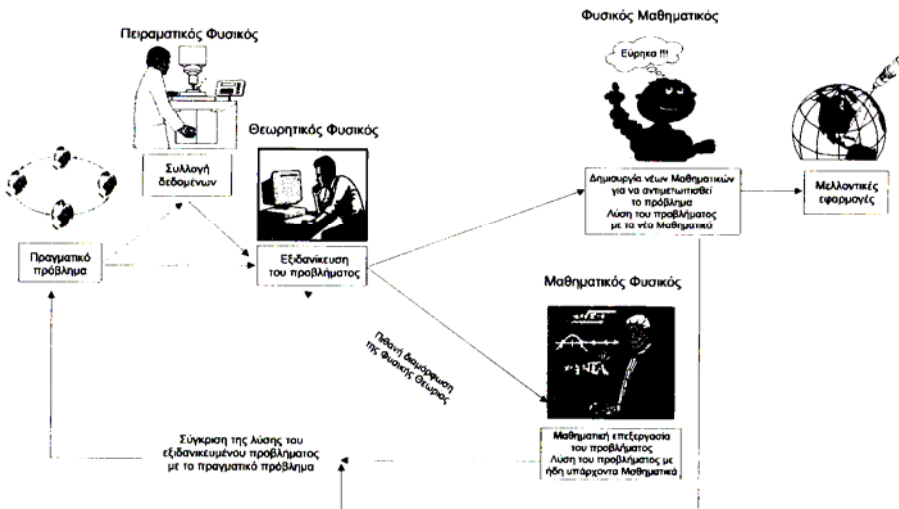 Φυσικός Μαθηματικός
Πειραματικός Φυσικός
Εύρηκα !!!
Θεωρητικός Φυσικός
Συλλογή
δεδομένων
Δημιουργία νέων Μαθηματικών
για να αντιμετωπισθεί
το πρόβλημα
Λύση του προβλήματος
με τα νέα Μαθηματικά
Μελλοντικές
εφαρμογές
Πραγματικό
πρόβλημα
Εξιδανίκευση
του προβλήματος
Μαθηματικός Φυσικός
Πιθανή διαμόρφωση
της Φυσικής Θεωρίας
Σύγκριση της λύσης του
εξιδανικευμένου προβλήματος
με το πραγματικό πρόβλημα
Μαθηματική επεξεργασία
του προβλήματος
Λύση του προβλήματος με
ήδη υπάρχοντα Μαθηματικά